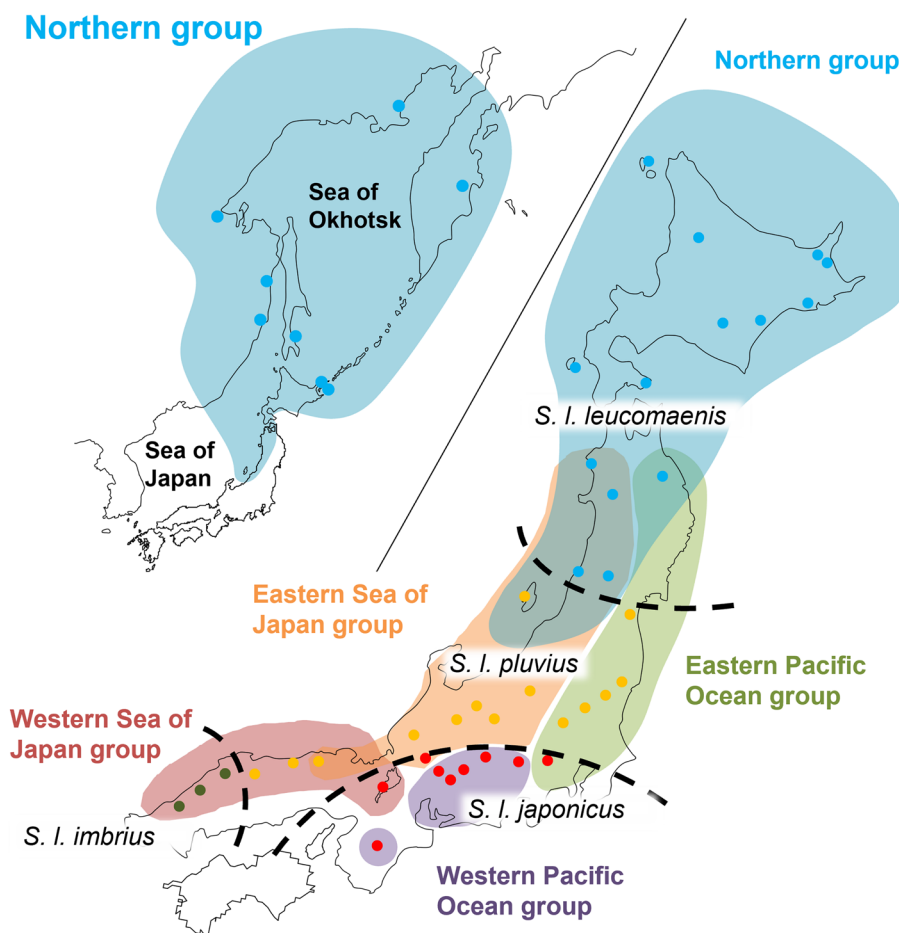 Northern group
Northern group
Sea of
Okhotsk
S. l. leucomaenis
Sea of
Japan
Eastern Sea of
Japan group
S. l. pluvius
Eastern Pacific
Ocean group
Western Sea of
Japan group
S. l. japonicus
S. l. imbrius
Western Pacific
Ocean group